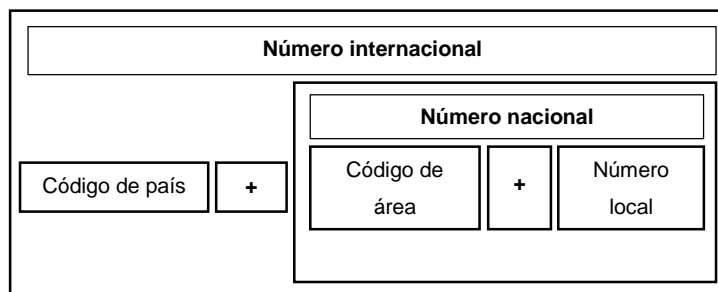 Número internacional
Número nacional
Código de país
+
Código de
área
+
Número
local